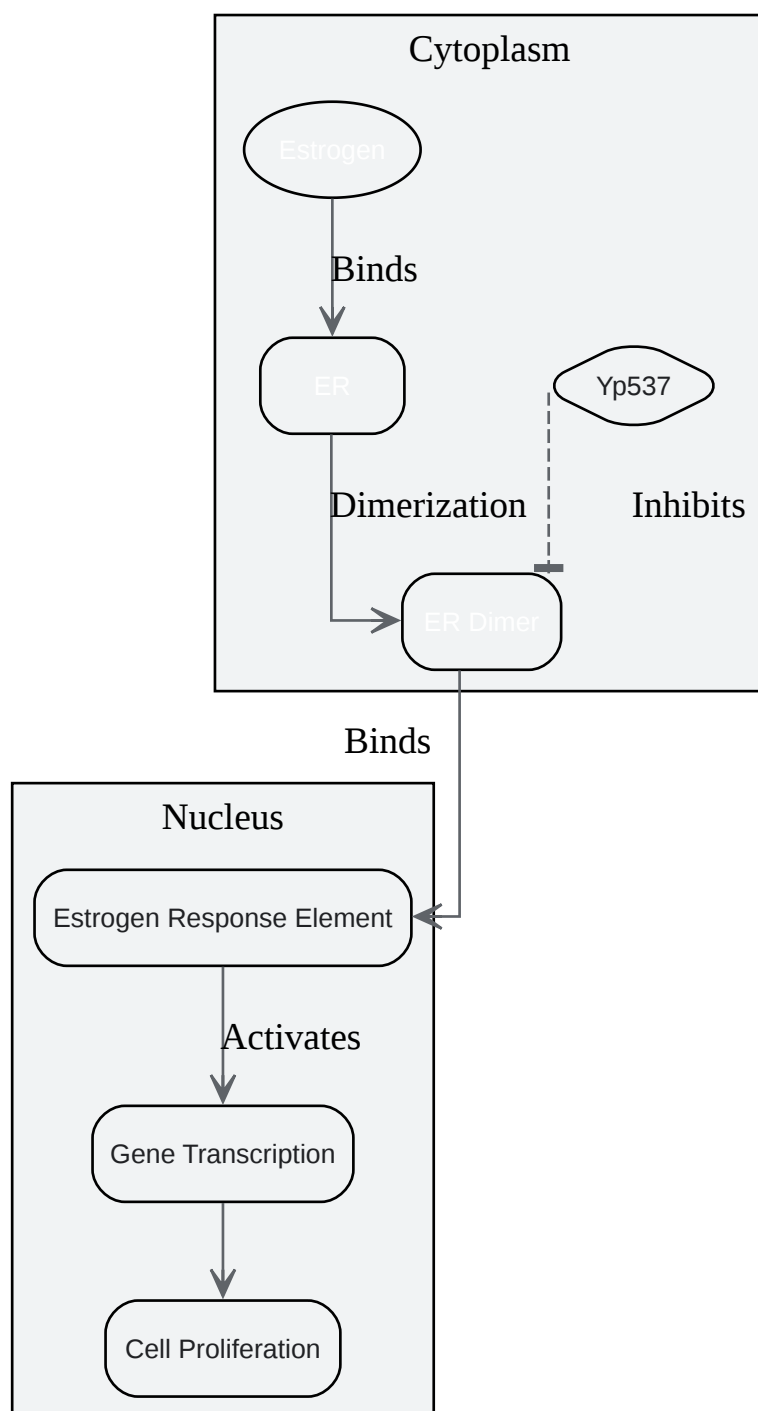 Cytoplasm
Estrogen
Binds
ER
Yp537
Dimerization
Inhibits
ER Dimer
Binds
Nucleus
Estrogen Response Element
Activates
Gene Transcription
Cell Proliferation